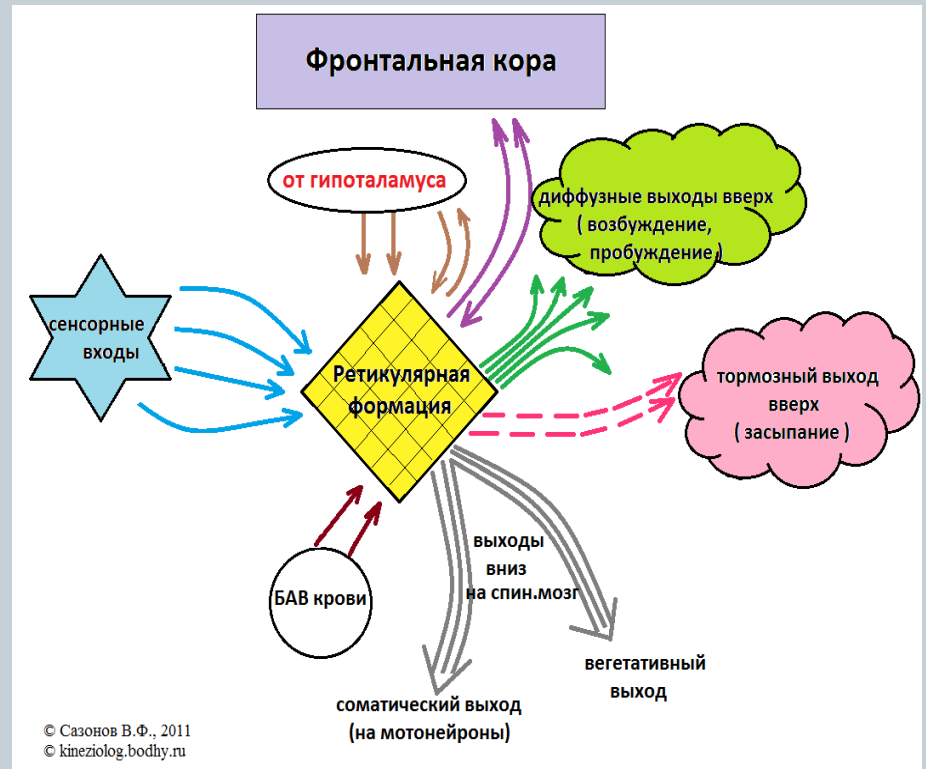 Фронтальная кора
от гипоталамуса
диффузные выходы вверх
( возбуждение,
пробуждение )
сенсорные
входы
Ретикулярная
формация
тормозный выход
вверх
( засыпание )
выходы
вниз
на спин.мозг
БАВ крови
вегетативный
выход
соматический выход
(на мотонейроны)
© Сазонов В.Ф., 2011
© kineziolog.bodhy.ru